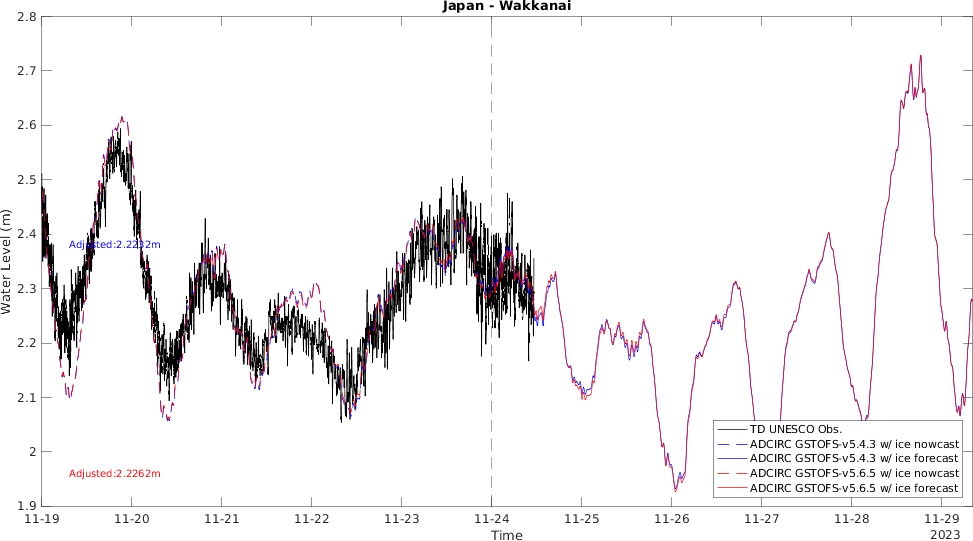 Japan - Wakkanai
Water Level (m)
2.8
2.7
2.6
2.5
2.4
2.3
2.2
2.1
2
1.9
Adjusted:2.2232m
Adjusted:2.2262m
TD UNESCO Obs.
ADCIRC GSTOFS-v5.4.3 w/ ice nowcast
ADCIRC GSTOFS-v5.4.3 w/ ice forecast
ADCIRC GSTOFS-v5.6.5 w/ ice nowcast
ADCIRC GSTOFS-v5.6.5 w/ ice forecast
11-19 11-20 11-21 11-22 11-23 11-24 11-25 11-26 11-27 11-28 11-29
Time
2023